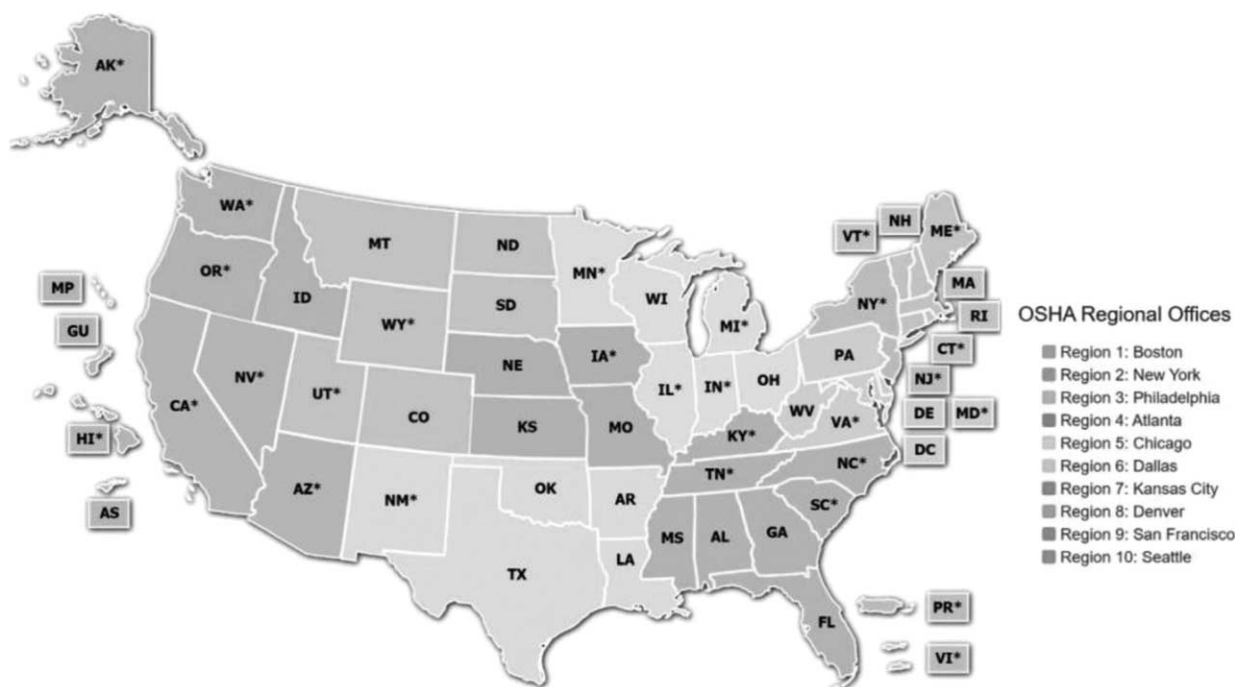 AK*
WA*
MT
ND
MN*
VT*
NH
ME*
OR*
ID
WY*
SD
WI
MI*
NY*
MA
RI
MP
GU
NV*
UT*
CO
NE
IA*
IL*
IN*
OH
PA
CT*
NJ*
CA*
HI*
KS
MO
KY*
WV
VA*
DE
MD*
DC
AS
AZ*
NM*
OK
AR
TN*
NC*
SC*
TX
LA
MS
AL
GA
FL
PR*
VI*
OSHA Regional Offices
Region 1: Boston
Region 2: New York
Region 3: Philadelphia
Region 4: Atlanta
Region 5: Chicago
Region 6: Dallas
Region 7: Kansas City
Region 8: Denver
Region 9: San Francisco
Region 10: Seattle